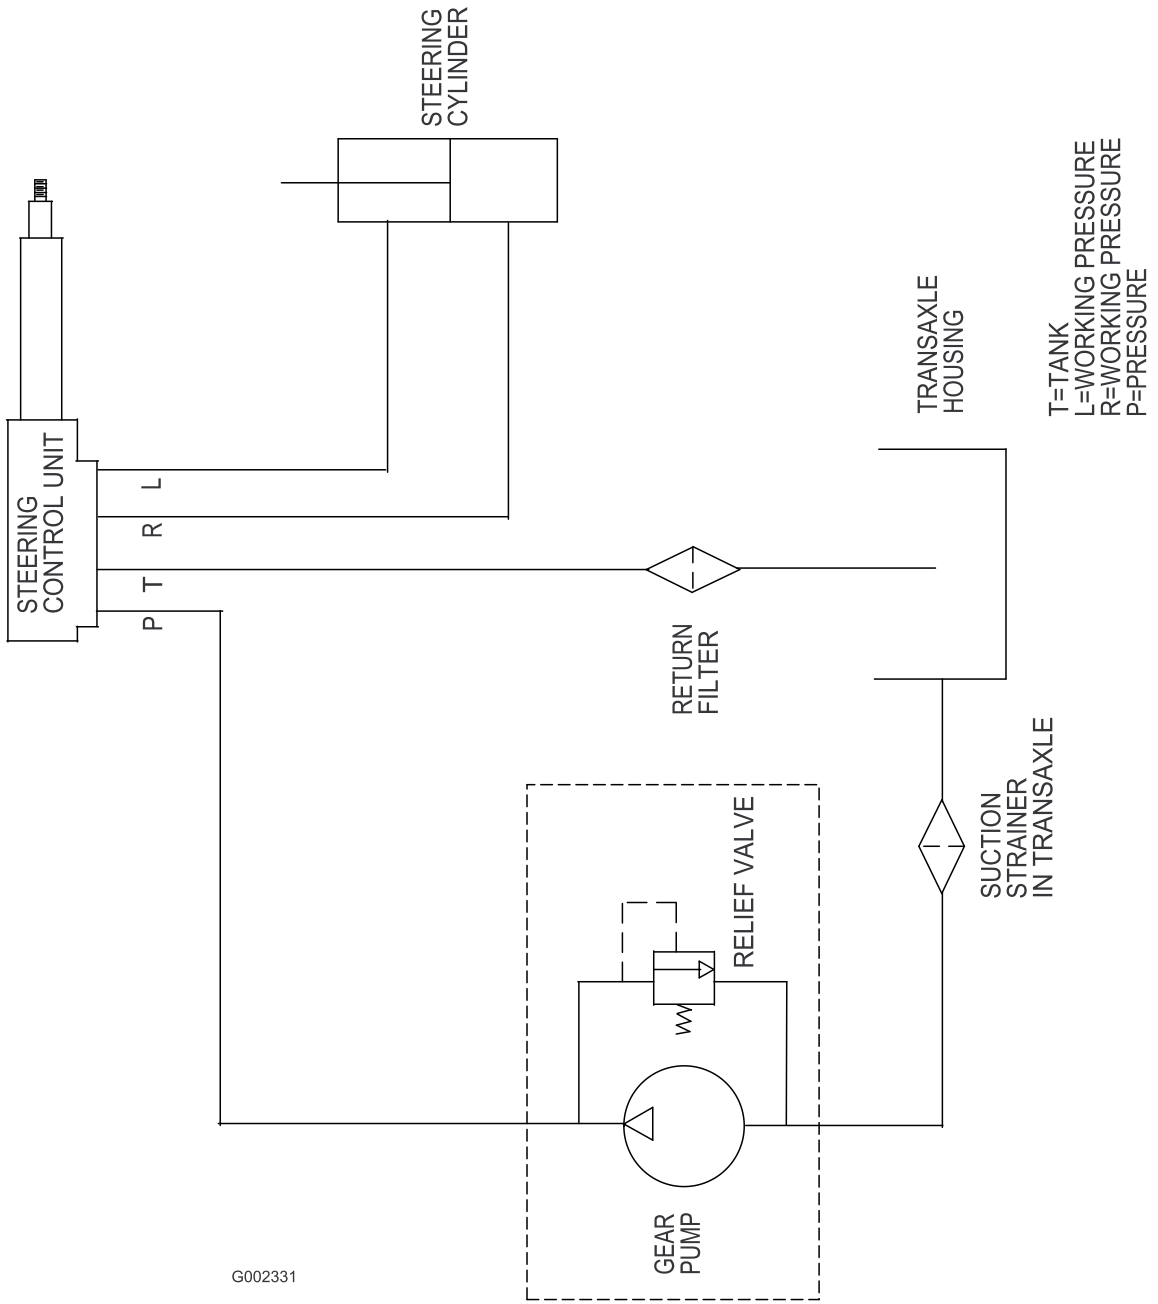 STEERING
CONTROL UNIT
P
T
R
L
STEERING
CYLINDER
RETURN
FILTER
TRANSAXLE
HOUSING
T=TANK
L=WORKING PRESSURE
R=WORKING PRESSURE
P=PRESSURE
RELIEF VALVE
SUCTION
STRAINER
IN TRANSAXLE
GEAR
PUMP
G002331